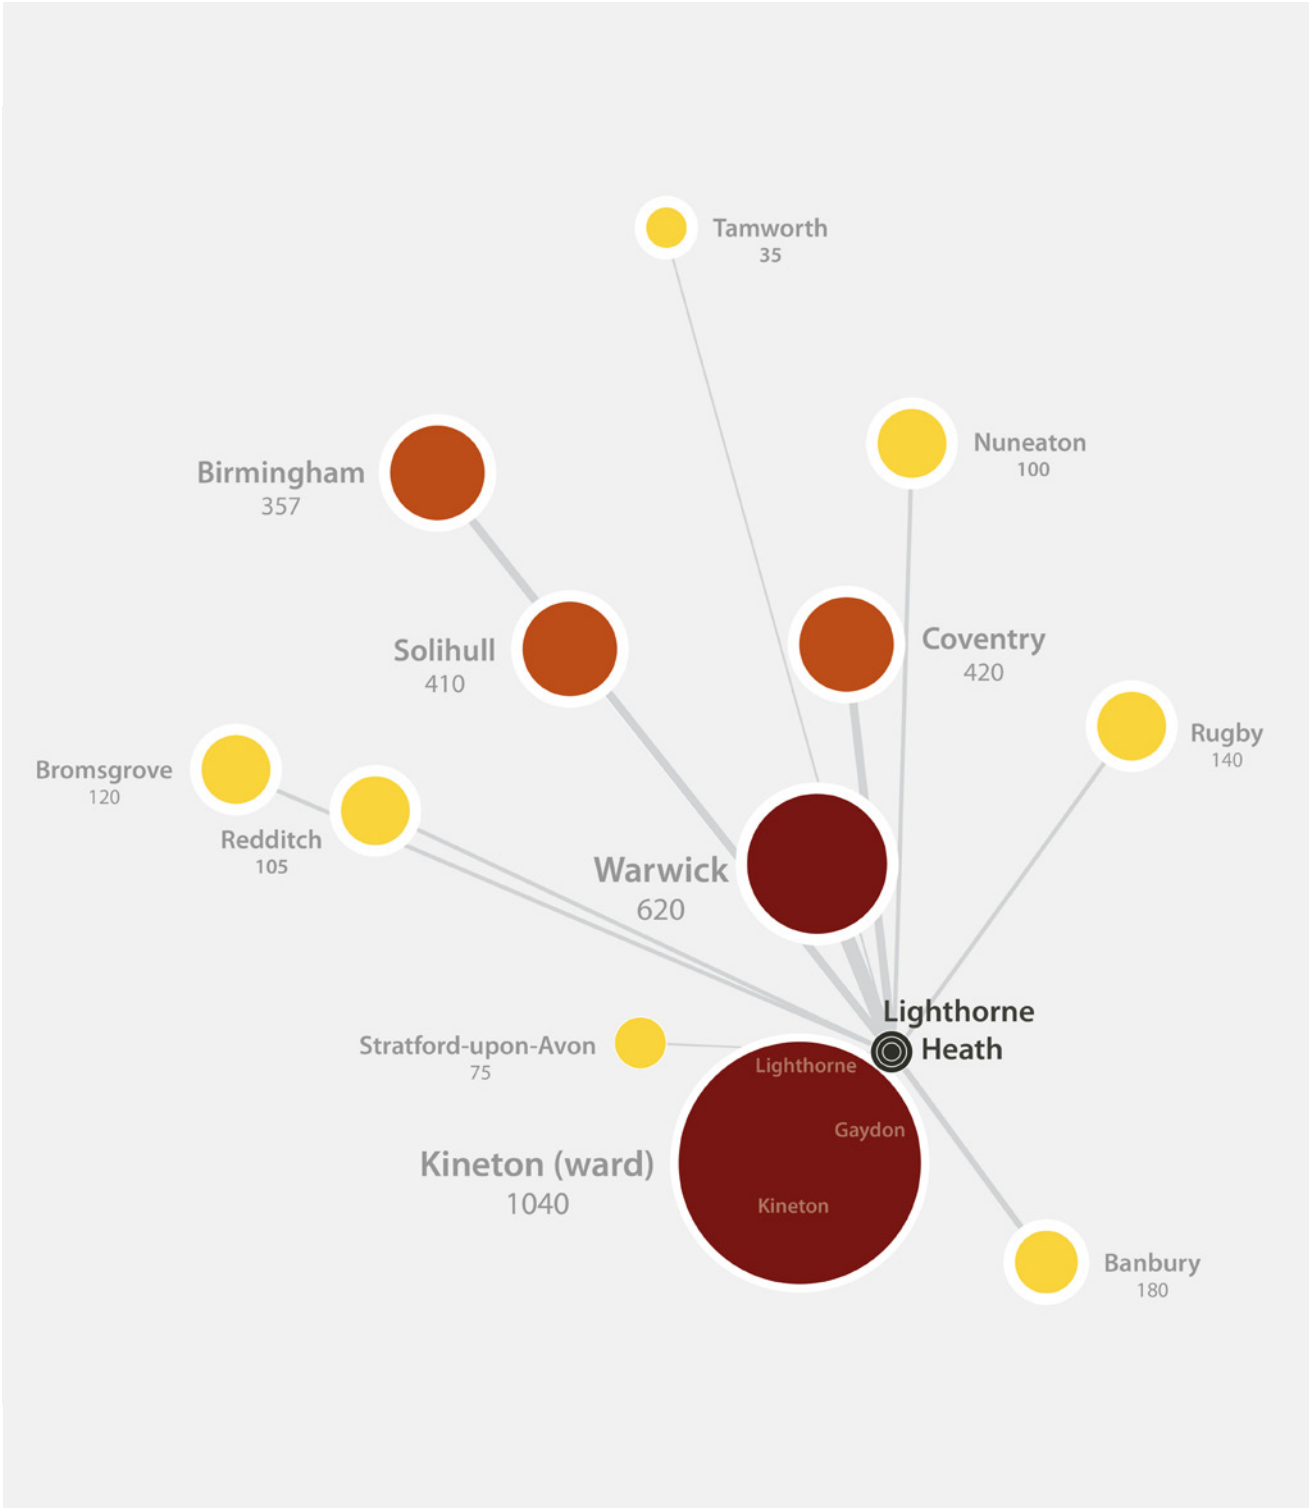 Tamworth
35
Nuneaton
100
Birmingham
357
Solihull
410
Coventry
420
Rugby
140
Bromsgrove
120
Redditch
105
Warwick
620
Lighthorne
Heath
Stratford-upon-Avon
75
Lighthorne
Gaydon
Kineton (ward)
1040
Kineton
Banbury
180